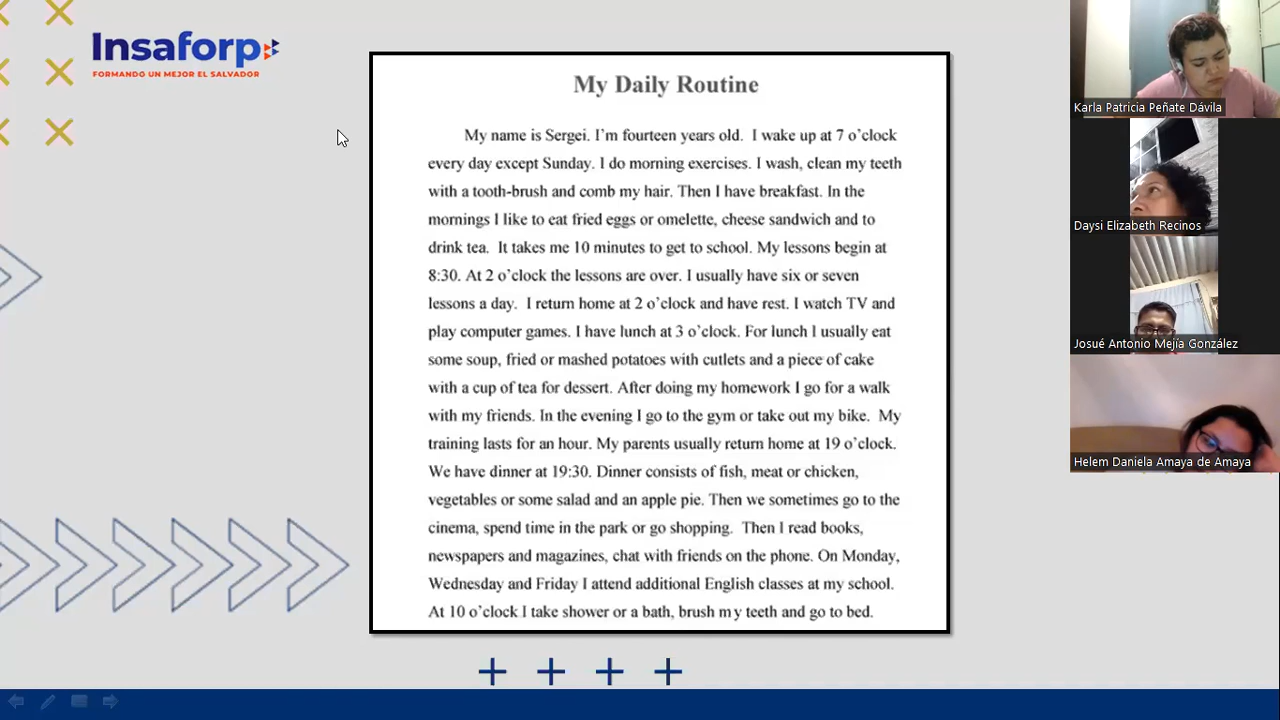 Insaforp
FORMANDO UN MEJOR EL SALVADOR
My Daily Routine
My name is Sergei. I'm fourteen years old. I wake up at 7 o'clock
every day except Sunday. I do morning exercises. I wash, clean my teeth
with a tooth-brush and comb my hair. Then I have breakfast. In the
mornings I like to eat fried eggs or omelette, cheese sandwich and to
drink tea. It takes me 10 minutes to get to school. My lessons begin at
8:30. At 2 o'clock the lessons are over. I usually have six or seven
lessons a day. I return home at 2 o'clock and have rest. I watch TV and
play computer games. I have lunch at 3 o'clock. For lunch I usually eat
some soup, fried or mashed potatoes with cutlets and a piece of cake
with a cup of tea for dessert. After doing my homework I go for a walk
with my friends. In the evening I go to the gym or take out my bike. My
training lasts for an hour. My parents usually return home at 19 o'clock.
We have dinner at 19:30. Dinner consists of fish, meat or chicken,
vegetables or some salad and an apple pie. Then we sometimes go to the
cinema, spend time in the park or go shopping. Then I read books,
newspapers and magazines, chat with friends on the phone. On Monday,
Wednesday and Friday I attend additional English classes at my school.
At 10 o'clock I take shower or a bath, brush my teeth and go to bed.
Karla Patricia Peñate Dávila
Daysi Elizabeth Recinos
Josué Antonio Mejía González
Helem Daniela Amaya de Amaya